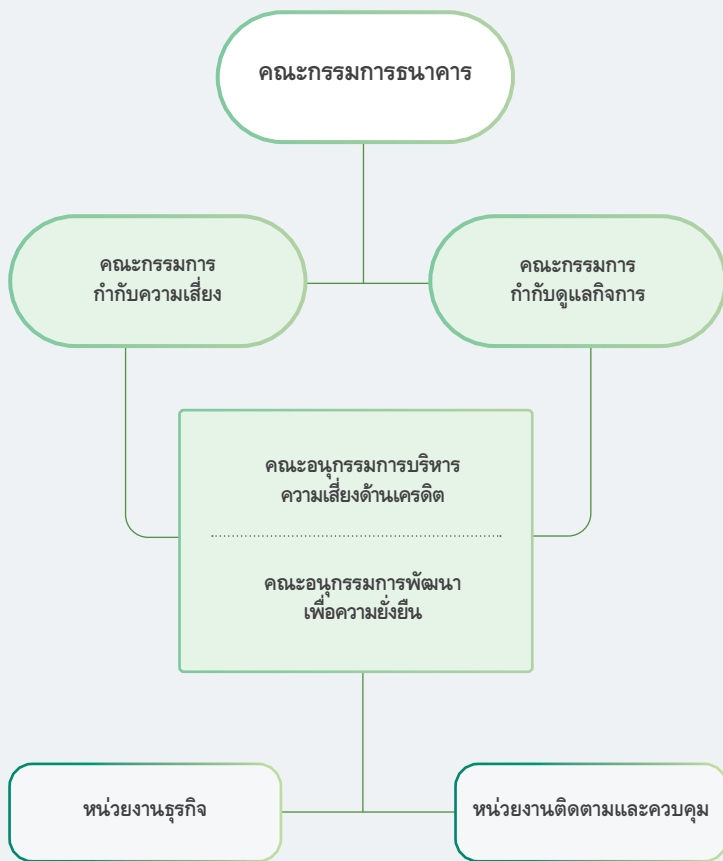 คณะกรรมการธนาคาร
คณะกรรมการ
กำกับความเสี่ยง
คณะกรรมการ
กำกับดูแลกิจการ
คณะอนุกรรมการบริหาร
ความเสี่ยงด้านเครดิต
คณะอนุกรรมการพัฒนา
เพื่อความยั่งยืน
หน่วยงานธุรกิจ
หน่วยงานติดตามและควบคุม